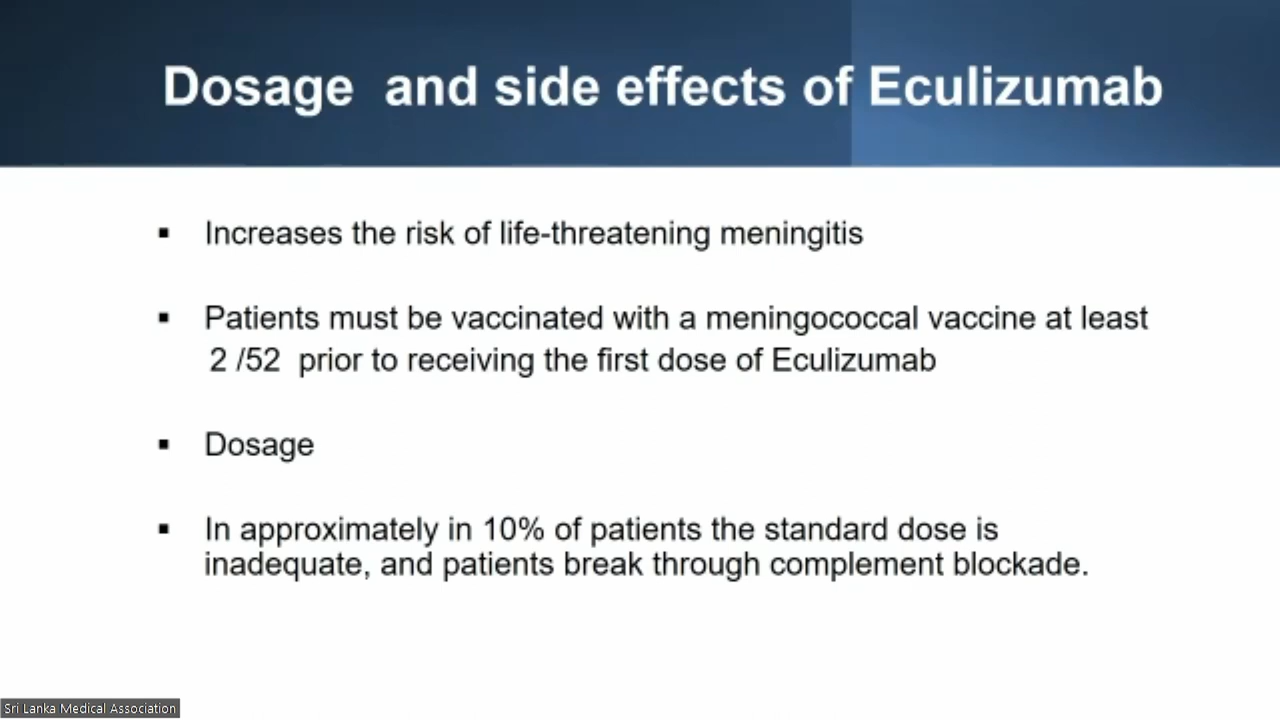 Dosage and side effects of Eculizumab
▪ Increases the risk of life-threatening meningitis
▪ Patients must be vaccinated with a meningococcal vaccine at least
2 /52 prior to receiving the first dose of Eculizumab
▪ Dosage
▪ In approximately in 10% of patients the standard dose is
inadequate, and patients break through complement blockade.
Sri Lanka Medical Association